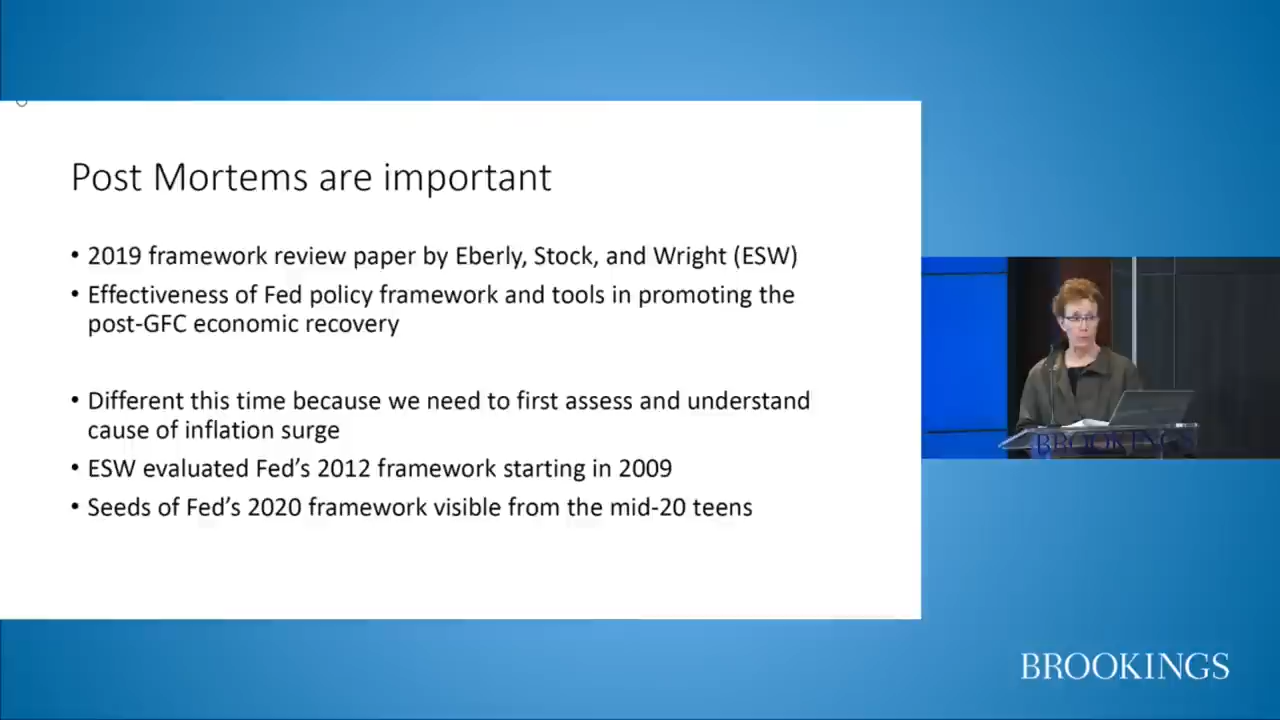 Post Mortems are important
• 2019 framework review paper by Eberly, Stock, and Wright (ESW)
• Effectiveness of Fed policy framework and tools in promoting the
post-GFC economic recovery
• Different this time because we need to first assess and understand
cause of inflation surge
• ESW evaluated Fed’s 2012 framework starting in 2009
• Seeds of Fed’s 2020 framework visible from the mid-20 teens
BROOKINGS
BROOKINGS